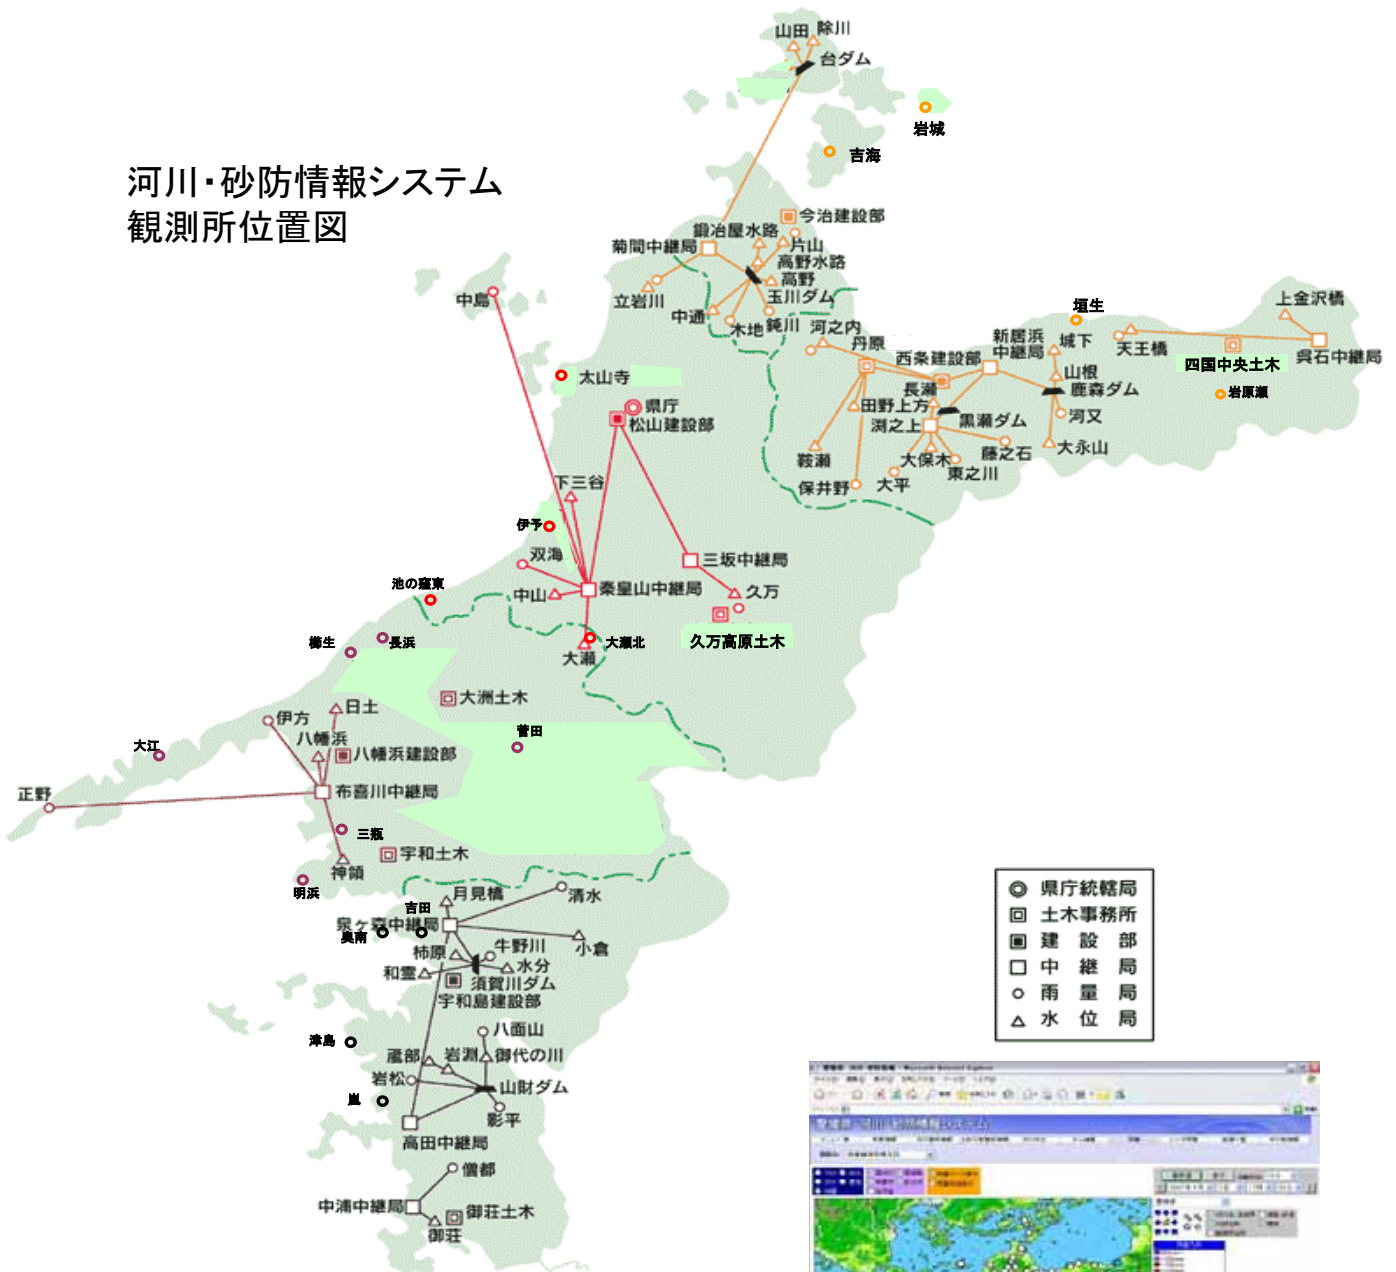 山田
除川
台ダム
岩城
吉海
河川・砂防情報システム
観測所位置図
今治建設部
鍛冶屋水路
菊間中継局
片山
高野水路
高野
立岩川
玉川ダム
中島
中通
木地
鈍川
河之内
丹原
西条建設部
新居浜
中継局
垣生
城下
天王橋
上金沢橋
呉石中継局
四国中央土木
岩原瀬
太山寺
県庁
松山建設部
長瀬
山根
鹿森ダム
田野上方
渕之上
黒瀬ダム
河又
鞍瀬
大保木
藤之石
大永山
保井野
大平
東之川
下三谷
伊予
双海
三坂中継局
池の窪東
中山
秦皇山中継局
久万
久万高原土木
大瀬北
大瀬
櫛生
長浜
大洲土木
日土
伊方
八幡浜
八幡浜建設部
菅田
大江
正野
布喜川中継局
三瓶
神領
宇和土木
明浜
月見橋
清水
吉田
泉ヶ森中継局
奥南
柿原
牛野川
小倉
和霊
水分
須賀川ダム
宇和島建設部
津島
八面山
蔵部
岩淵
御代の川
岩松
山財ダム
嵐
影平
高田中継局
僧都
中浦中継局
御荘土木
御荘
県庁統轄局
土木事務所
建設部
中継局
雨量局
水位局